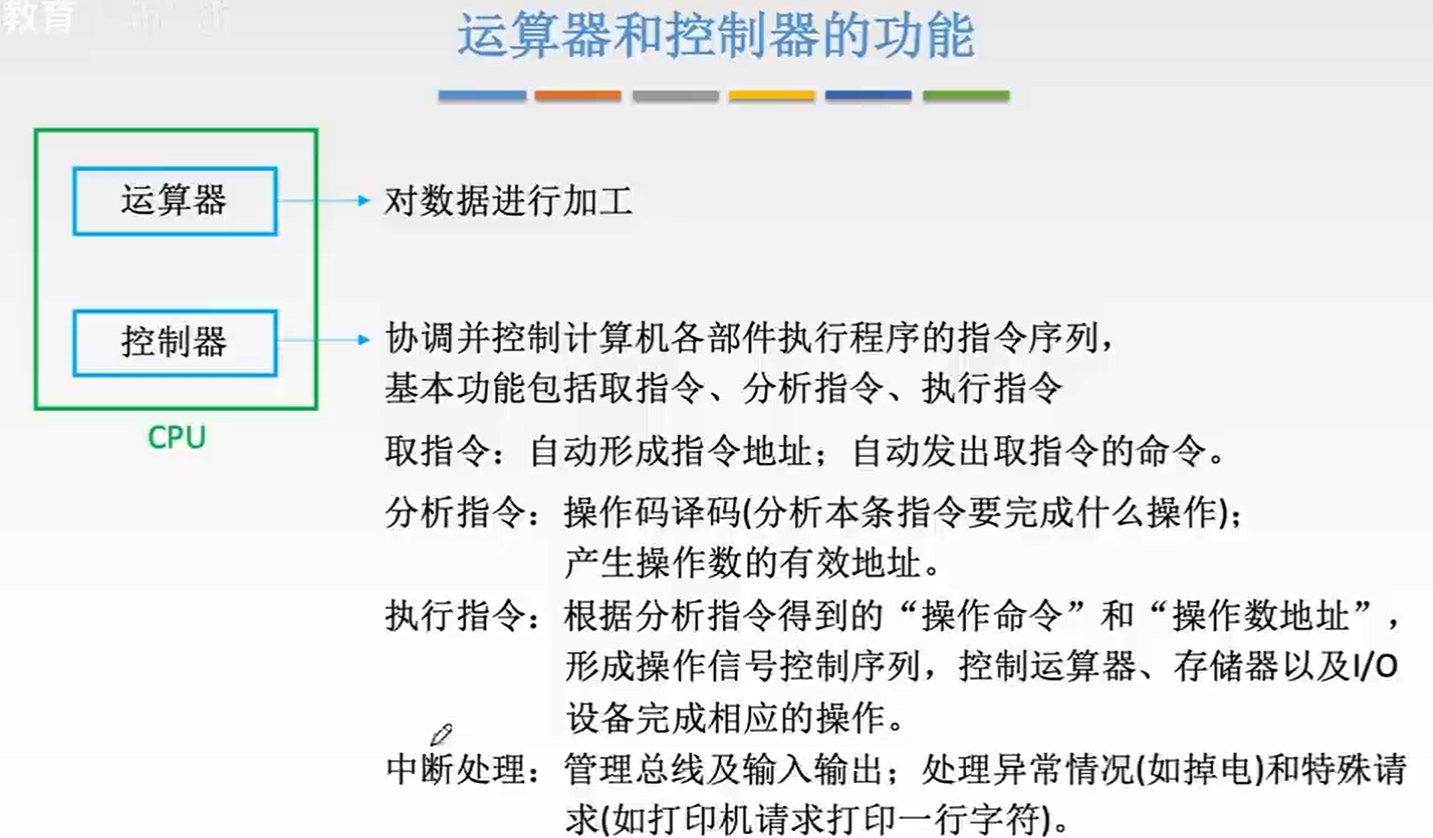 教育
运算器和控制器的功能
运算器
对数据进行加工
控制器
协调并控制计算机各部件执行程序的指令序列，
基本功能包括取指令、分析指令、执行指令
CPU
取指令：自动形成指令地址；自动发出取指令的命令。
分析指令：操作码译码(分析本条指令要完成什么操作)；
产生操作数的有效地址。
执行指令：根据分析指令得到的“操作命令”和“操作数地址”，
形成操作信号控制序列，控制运算器、存储器以及I/O
设备完成相应的操作。
中断处理：管理总线及输入输出；处理异常情况(如掉电)和特殊请
求(如打印机请求打印一行字符)。